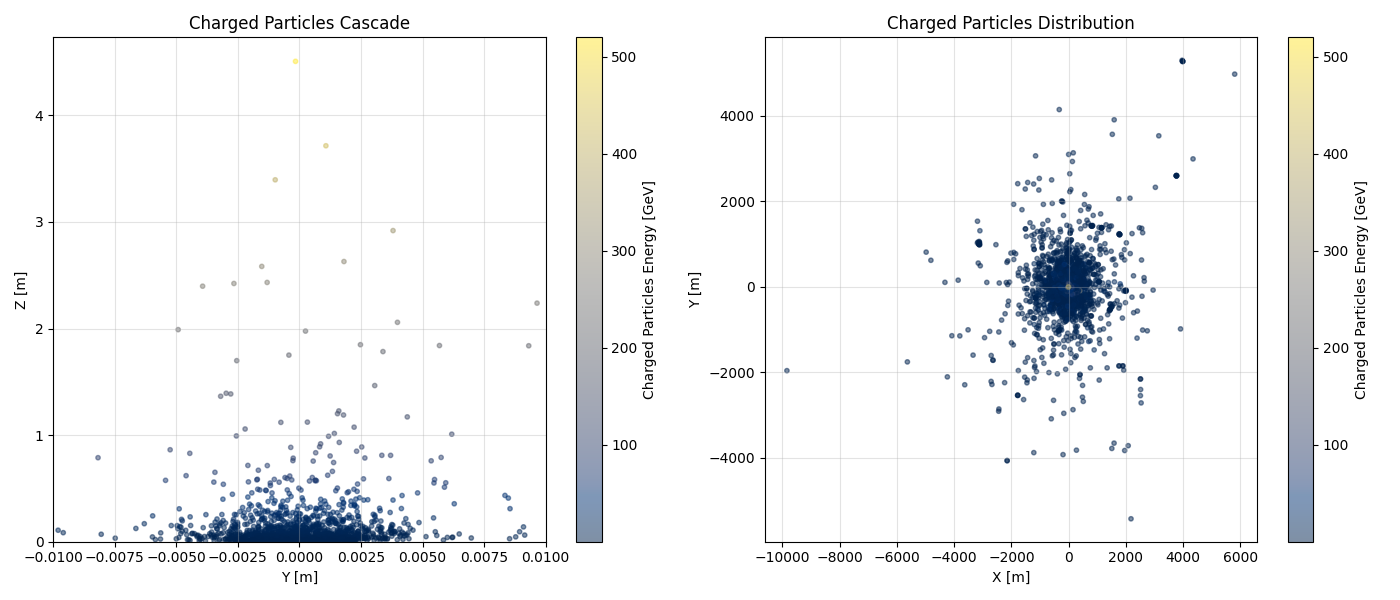 Charged Particles Cascade
Z [m]
4
3
2
1
0
−0.0100 −0.0075 −0.0050 −0.0025 0.0000 0.0025 0.0050 0.0075 0.010
Y [m]
500
400
300
200
100
Charged Particles Energy [GeV]
Charged Particles Distribution
Y [m]
4000
2000
0
−2000
−4000
−10000 −8000 −6000 −4000 −2000 0 2000 4000 6000
X [m]
500
400
300
200
100
Charged Particles Energy [GeV]